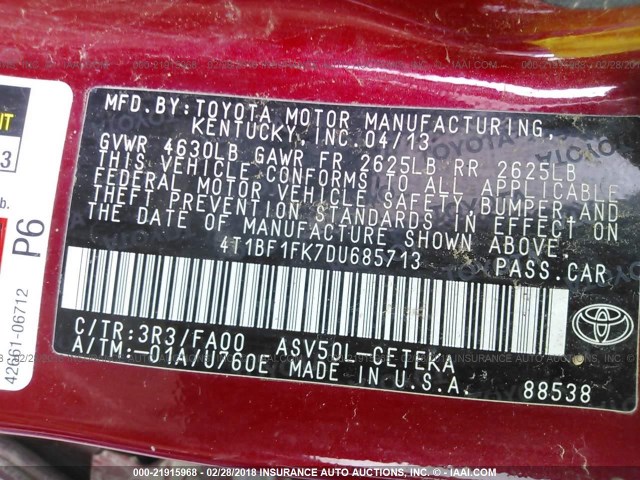 MFD.BY:TOYOTA MOTOR MANUFACTURING,
KENTUCKY, INC. 04/13
GVWR 4630LB GAWR FR 2625LB RR 2625LB
THIS VEHICLE CONFORMS TO ALL APPLICABLE
FEDERAL MOTOR VEHICLE SAFETY, BUMPER, AND
THEFT PREVENTION STANDARDS IN EFFECT ON
THE DATE OF MANUFACTURE SHOWN ABOVE.
4T1BF1FK7DU685713
PASS.CAR
C/TR:3R3/FA00 ASV50L-CETEKA
A/TM:-01A/U760E MADE IN U.S.A.
88538
P6
42661-06712
000-21915968 - 02/28/2018 INSURANCE AUTO AUCTIONS - © IAAI.COM